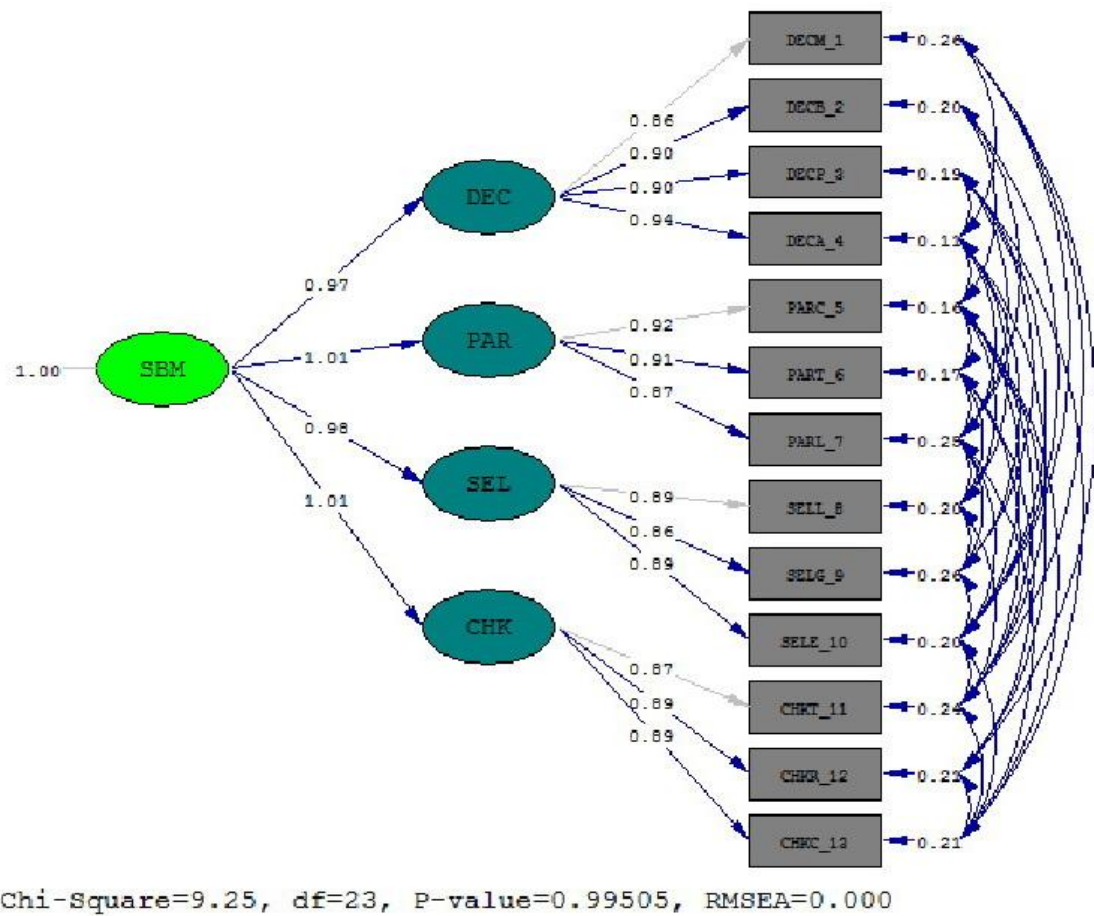 DECM_1
0.26
DECB_2
0.20
DECP_3
0.19
DECA_4
PARC_5
0.16
PART_6
0.17
PARL_7
0.25
SELL_8
0.20
SELG_9
0.26
SELE_10
0.20
CHKT_11
0.24
CHKR_12
CHKC_13
0.21
DEC
0.86
0.90
0.90
0.94
PAR
0.92
0.91
0.87
SEL
0.89
0.86
0.89
CHK
0.87
0.89
0.89
0.97
1.01
0.98
1.01
1.00
SBM
Chi-Square=9.25, df=23, P-value=0.99505, RMSEA=0.000